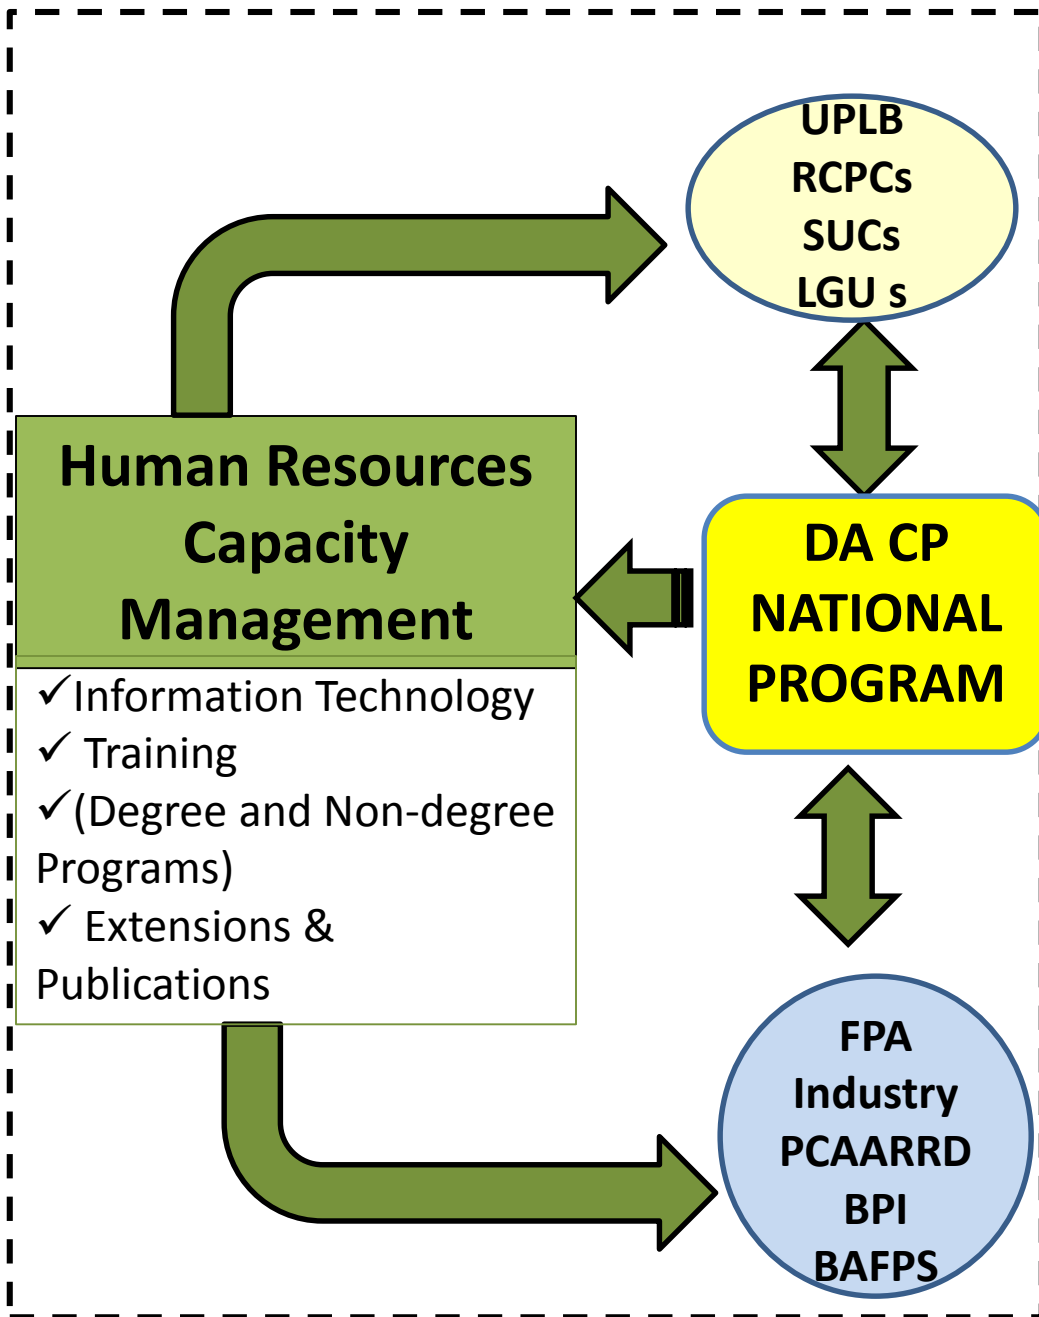 UPLB
RCPCs
SUCs
LGU s
Human Resources
Capacity
Management
DA CP
NATIONAL
PROGRAM
✓Information Technology
✓ Training
✓(Degree and Non-degree
Programs)
✓ Extensions &
Publications
FPA
Industry
PCAARRD
BPI
BAFPS